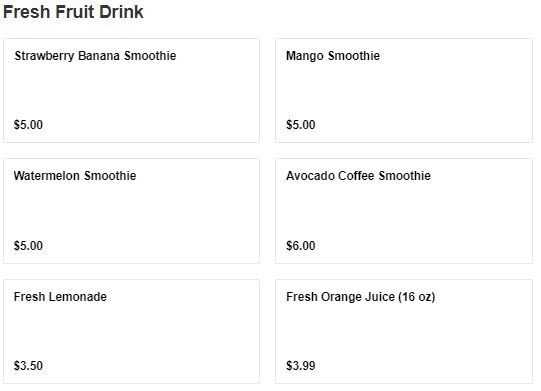 Fresh Fruit Drink
Strawberry Banana Smoothie
$5.00
Mango Smoothie
$5.00
Watermelon Smoothie
$5.00
Avocado Coffee Smoothie
$6.00
Fresh Lemonade
$3.50
Fresh Orange Juice (16 oz)
$3.99